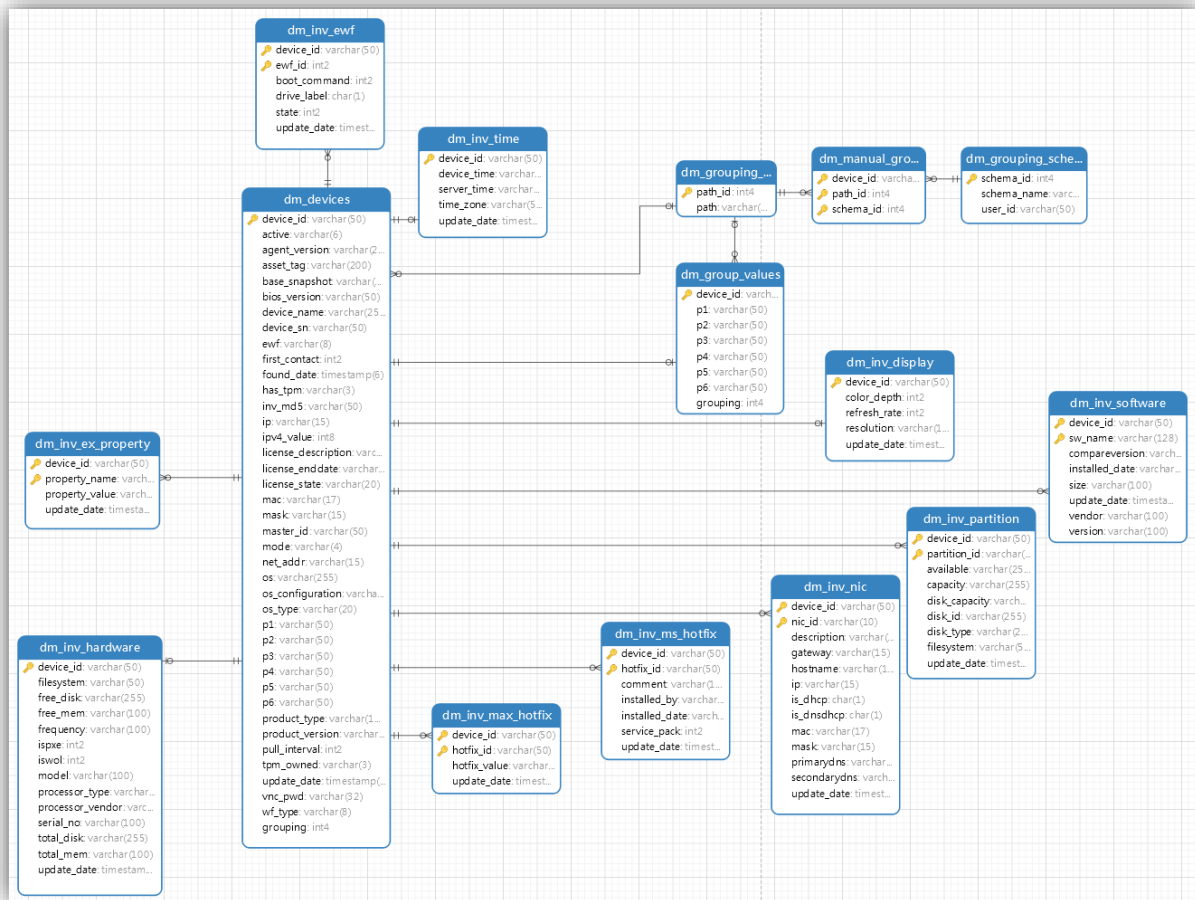 dm_inv_ewf
device_id: varchar(50)
ewf_id: int2
boot_command: int2
drive_label: char(1)
state: int2
update_date: timest...
dm_inv_time
device_id: varchar(50)
device_time: varchar...
server_time: varchar...
time_zone: varchar(5...
update_date: timest...
dm_devices
device_id: varchar(50)
active: varchar(6)
agent_version: varchar(2...
asset_tag: varchar(200)
base_snapshot: varchar(...
bios_version: varchar(50)
device_name: varchar(25...
device_sn: varchar(50)
ewf: varchar(8)
first_contact: int2
found_date: timestamp(6)
has_tpm: varchar(3)
inv_md5: varchar(50)
ip: varchar(15)
ipv4_value: int8
license_description: varc...
license_enddate: varchar...
license_state: varchar(20)
mac: varchar(17)
mask: varchar(15)
master_id: varchar(50)
mode: varchar(4)
net_addr: varchar(15)
os: varchar(255)
os_configuration: varcha...
os_type: varchar(20)
p1: varchar(50)
p2: varchar(50)
p3: varchar(50)
p4: varchar(50)
p5: varchar(50)
p6: varchar(50)
product_type: varchar(1...
product_version: varchar...
pull_interval: int2
tpm_owned: varchar(3)
update_date: timestamp(...
vnc_pwd: varchar(32)
wf_type: varchar(8)
grouping: int4
dm_grouping_...
path_id: int4
path: varchar(...
dm_manual_gro...
device_id: varcha...
path_id: int4
schema_id: int4
dm_grouping_sche...
schema_id: int4
schema_name: varc...
user_id: varchar(50)
dm_group_values
device_id: varch...
p1: varchar(50)
p2: varchar(50)
p3: varchar(50)
p4: varchar(50)
p5: varchar(50)
p6: varchar(50)
grouping: int4
dm_inv_display
device_id: varchar(50)
color_depth: int2
refresh_rate: int2
resolution: varchar(1...
update_date: timest...
dm_inv_software
device_id: varchar(50)
sw_name: varchar(128)
compareversion: varch...
installed_date: varchar...
size: varchar(100)
update_date: timesta...
vendor: varchar(100)
version: varchar(100)
dm_inv_ex_property
device_id: varchar(50)
property_name: varch...
property_value: varch...
update_date: timesta...
dm_inv_partition
device_id: varchar(50)
partition_id: varchar(...
available: varchar(25...
capacity: varchar(255)
disk_capacity: varch...
disk_id: varchar(255)
disk_type: varchar(2...
filesystem: varchar(5...
update_date: timest...
dm_inv_nic
device_id: varchar(50)
nic_id: varchar(10)
description: varchar(...
gateway: varchar(15)
hostname: varchar(1...
ip: varchar(15)
is_dhcp: char(1)
is_dnsdhcp: char(1)
mac: varchar(17)
mask: varchar(15)
primarydns: varchar...
secondarydns: varch...
update_date: timest...
dm_inv_ms_hotfix
device_id: varchar(50)
hotfix_id: varchar(50)
comment: varchar(1...
installed_by: varchar...
installed_date: varch...
service_pack: int2
update_date: timest...
dm_inv_hardware
device_id: varchar(50)
filesystem: varchar(50)
free_disk: varchar(255)
free_mem: varchar(100)
frequency: varchar(100)
ispxe: int2
iswol: int2
model: varchar(100)
processor_type: varchar...
processor_vendor: varc...
serial_no: varchar(100)
total_disk: varchar(255)
total_mem: varchar(100)
update_date: timestam...
dm_inv_max_hotfix
device_id: varchar(50)
hotfix_id: varchar(50)
hotfix_value: varchar...
update_date: timest...